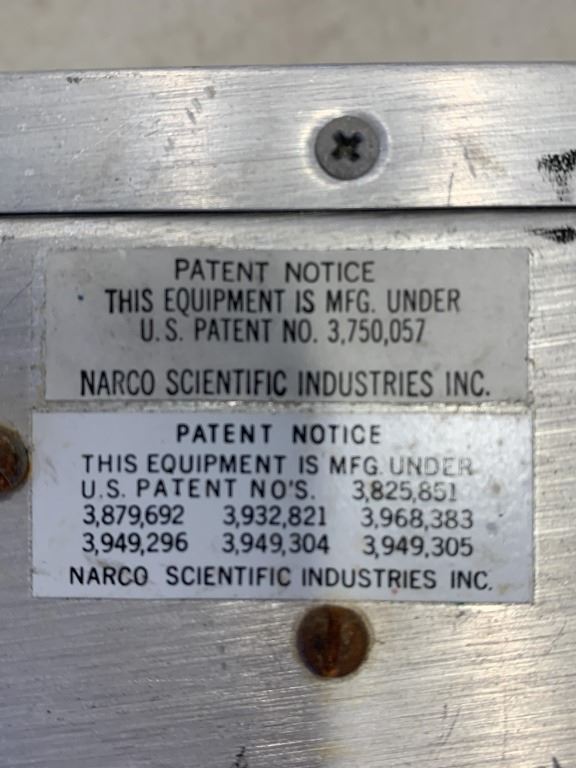 PATENT NOTICE
THIS EQUIPMENT IS MFG. UNDER
U.S. PATENT NO. 3,750,057
NARCO SCIENTIFIC INDUSTRIES INC.
PATENT NOTICE
THIS EQUIPMENT IS MFG. UNDER
U.S. PATENT NO'S. 3,825,851
3,879,692 3,932,821 3,968,383
3,949,296 3,949,304 3,949,305
NARCO SCIENTIFIC INDUSTRIES INC.